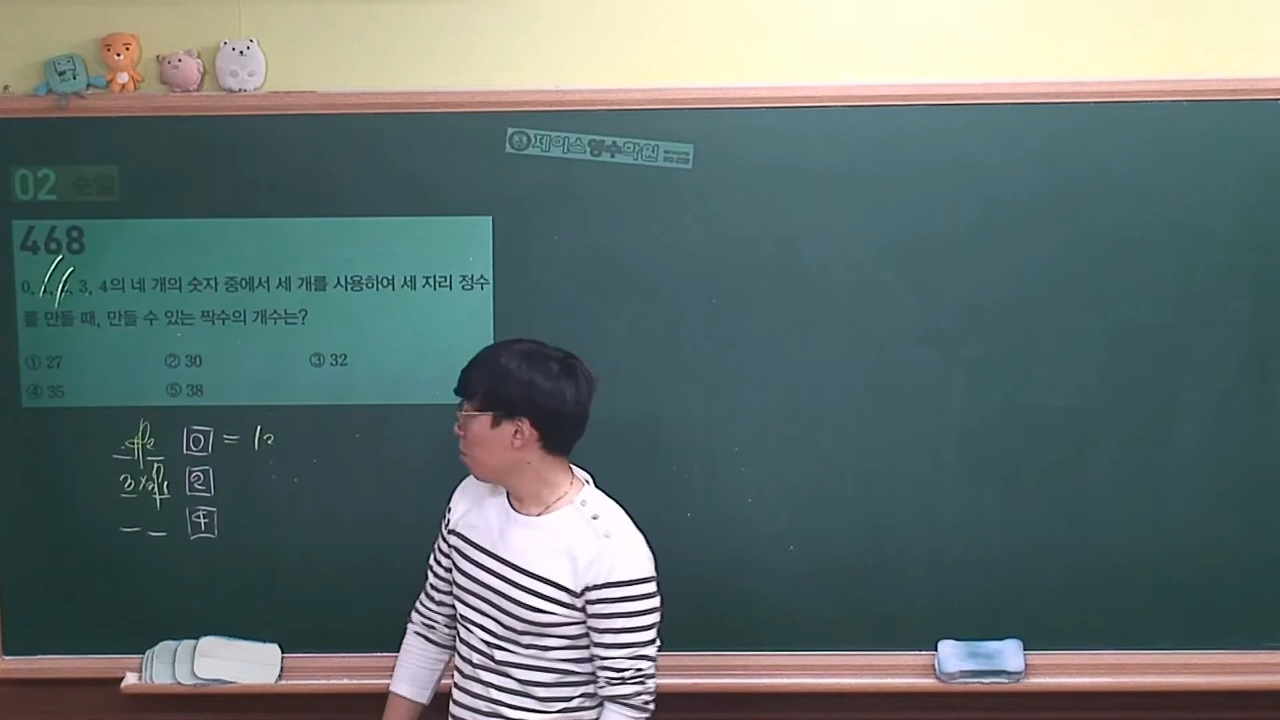 제이스영수학원
02 순열
468
0, 3, 4의 네 개의 숫자 중에서 세 개를 사용하여 세 자리 정수
를 만들 때, 만들 수 있는 짝수의 개수는?
① 27 ② 30 ③ 32
④ 35 ⑤ 38
0 = 12
2
4